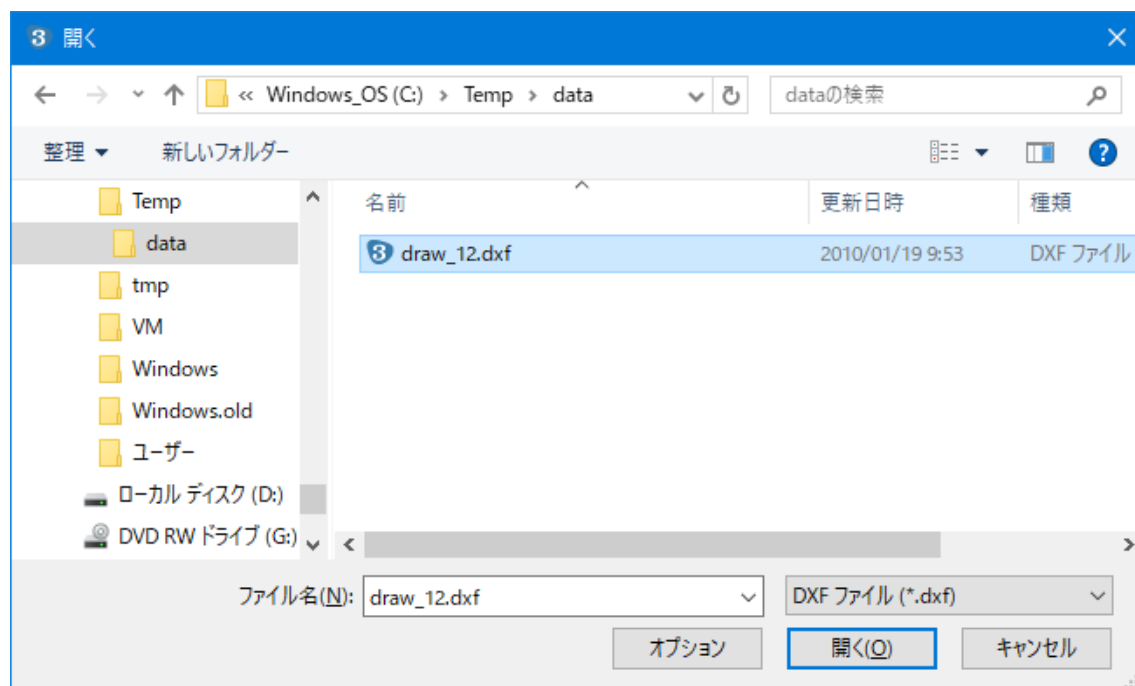 3 開く
« Windows_OS (C:) › Temp › data dataの検索
整理 新しいフォルダー ?
Temp
data
tmp
VM
Windows
Windows.old
ユーザー
ローカル ディスク (D:)
DVD RW ドライブ (G:)
名前 更新日時 種類
3 draw_12.dxf 2010/01/19 9:53 DXF ファイル
ファイル名(N): draw_12.dxf DXF ファイル (*.dxf)
オプション 開く(O) キャンセル